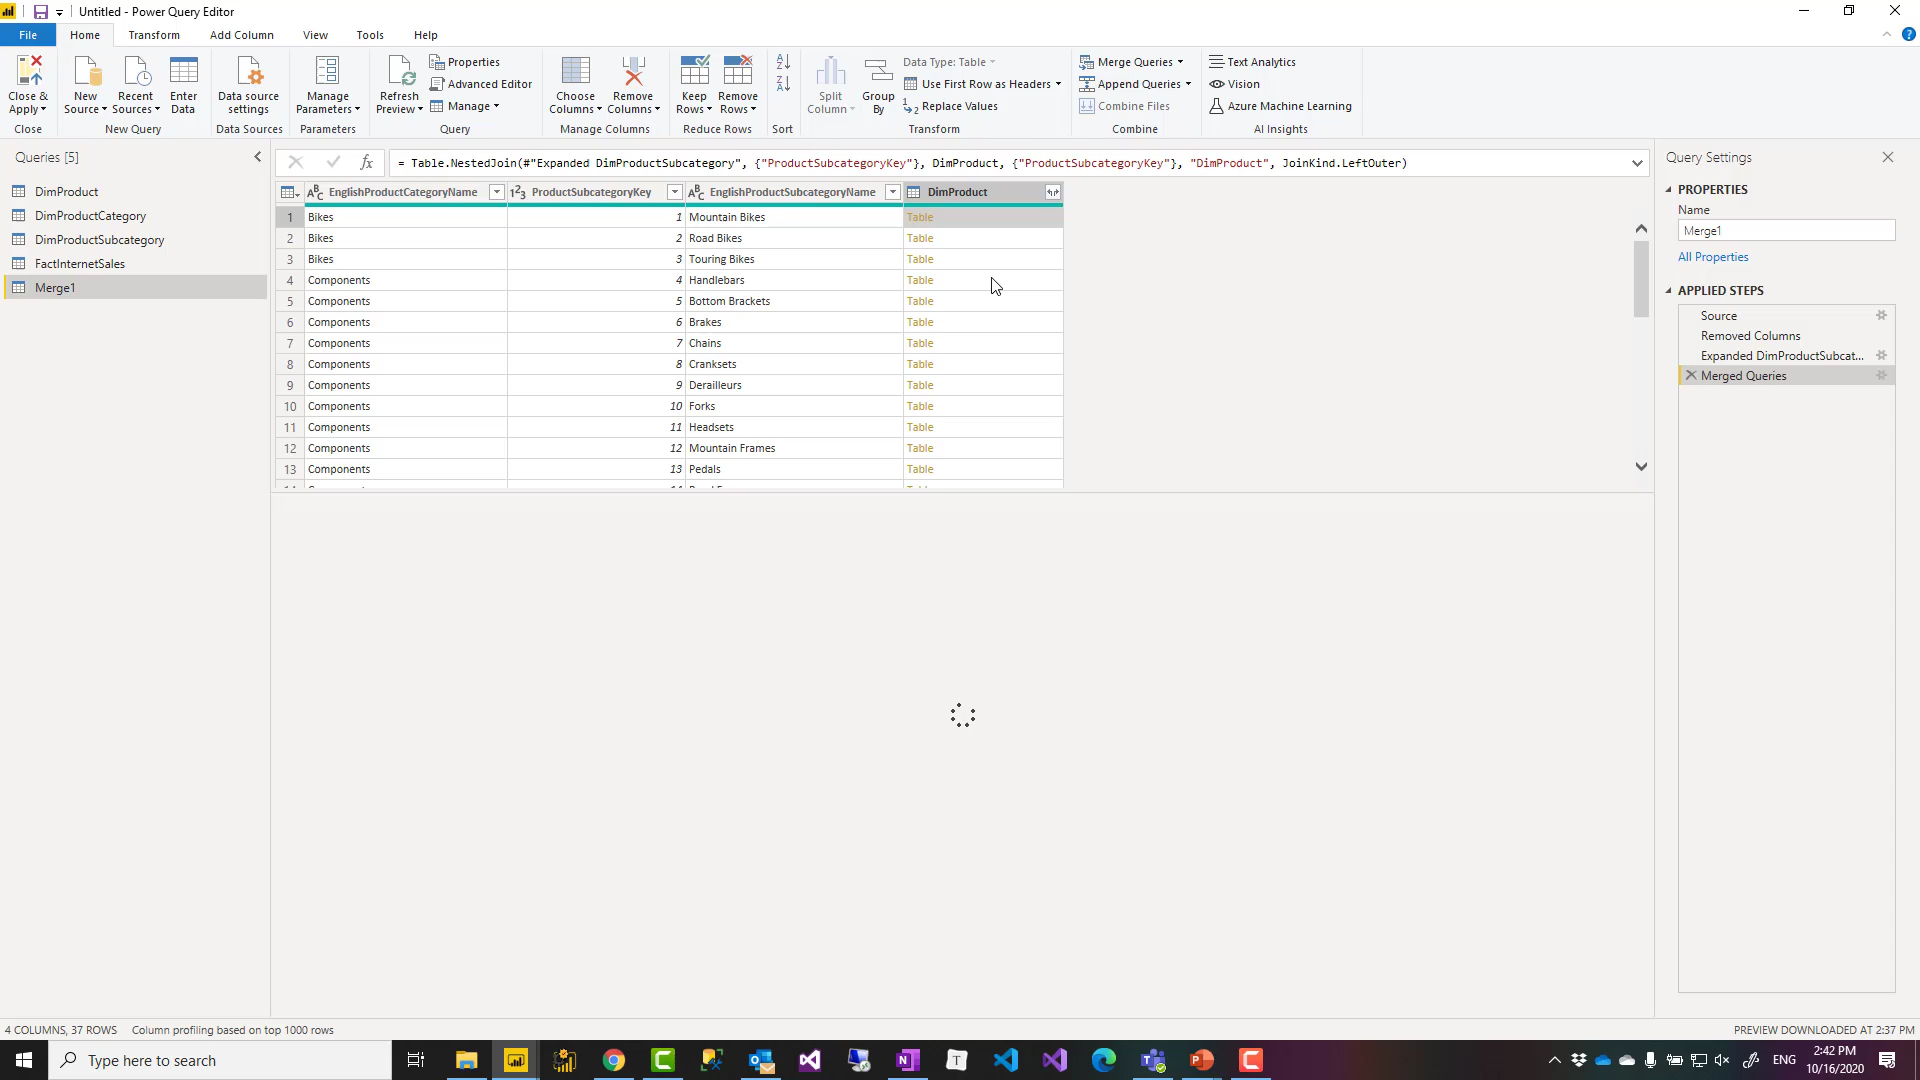 Untitled - Power Query Editor
File Home Transform Add Column View Tools Help
Close & Apply
Close
New Source
Recent Sources
Enter Data
New Query
Data source settings
Data Sources
Manage Parameters
Parameters
Refresh Preview
Properties
Advanced Editor
Manage
Query
Choose Columns
Remove Columns
Manage Columns
Keep Rows
Remove Rows
Reduce Rows
Sort
Split Column
Group By
Data Type: Table
Use First Row as Headers
Replace Values
Transform
Merge Queries
Append Queries
Combine Files
Combine
Text Analytics
Vision
Azure Machine Learning
AI Insights
Queries [5]
DimProduct
DimProductCategory
DimProductSubcategory
FactInternetSales
Merge1
= Table.NestedJoin(#"Expanded DimProductSubcategory", {"ProductSubcategoryKey"}, DimProduct, {"ProductSubcategoryKey"}, "DimProduct", JoinKind.LeftOuter)
EnglishProductCategoryName ProductSubcategoryKey EnglishProductSubcategoryName DimProduct
1 Bikes 1 Mountain Bikes Table
2 Bikes 2 Road Bikes Table
3 Bikes 3 Touring Bikes Table
4 Components 4 Handlebars Table
5 Components 5 Bottom Brackets Table
6 Components 6 Brakes Table
7 Components 7 Chains Table
8 Components 8 Cranksets Table
9 Components 9 Derailleurs Table
10 Components 10 Forks Table
11 Components 11 Headsets Table
12 Components 12 Mountain Frames Table
13 Components 13 Pedals Table
Query Settings
PROPERTIES
Name
Merge1
All Properties
APPLIED STEPS
Source
Removed Columns
Expanded DimProductSubcat...
Merged Queries
4 COLUMNS, 37 ROWS Column profiling based on top 1000 rows
PREVIEW DOWNLOADED AT 2:37 PM
Type here to search
ENG
2:42 PM
10/16/2020